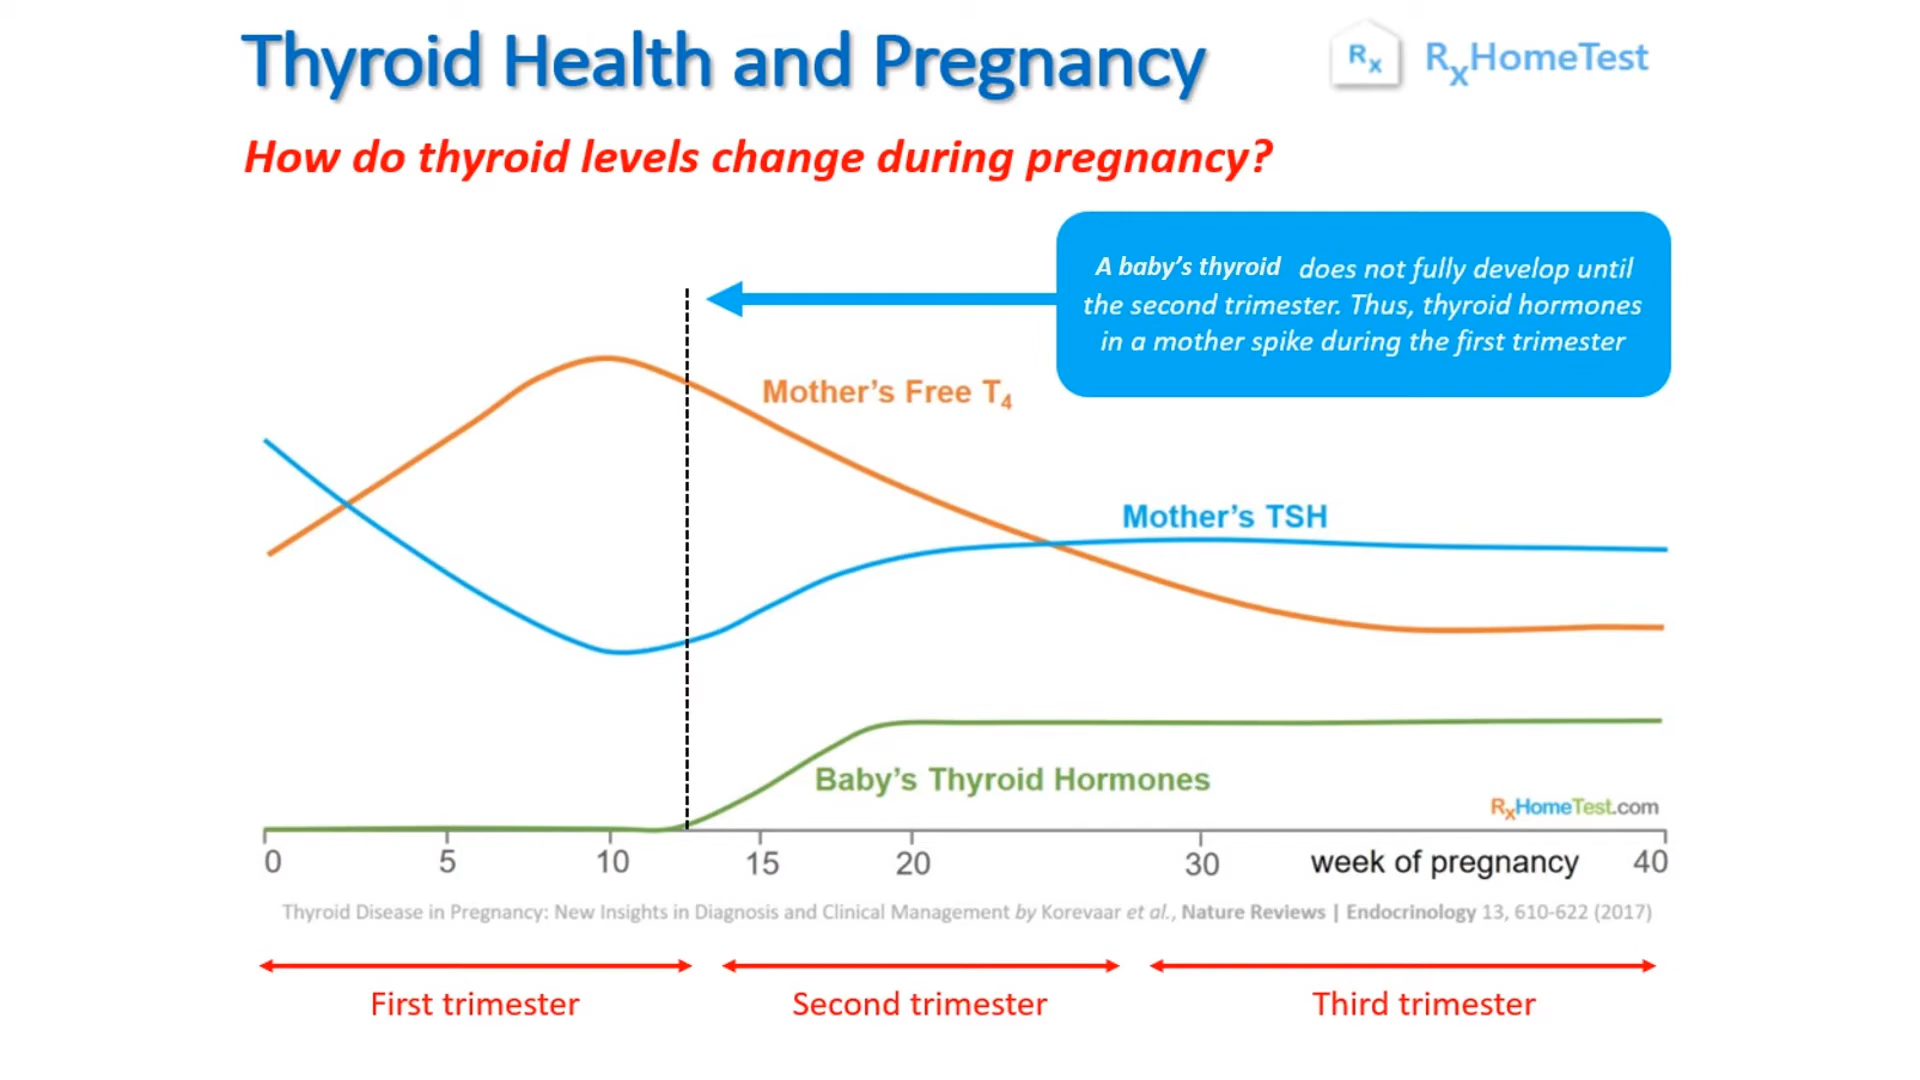 Thyroid Health and Pregnancy
Rx
RxHomeTest
How do thyroid levels change during pregnancy?
A baby's thyroid does not fully develop until
the second trimester. Thus, thyroid hormones
in a mother spike during the first trimester
Mother's Free T4
Mother's TSH
Baby's Thyroid Hormones
RxHomeTest.com
0 5 10 15 20 30 week of pregnancy 40
Thyroid Disease in Pregnancy: New Insights in Diagnosis and Clinical Management by Korevaar et al., Nature Reviews | Endocrinology 13, 610-622 (2017)
First trimester Second trimester Third trimester